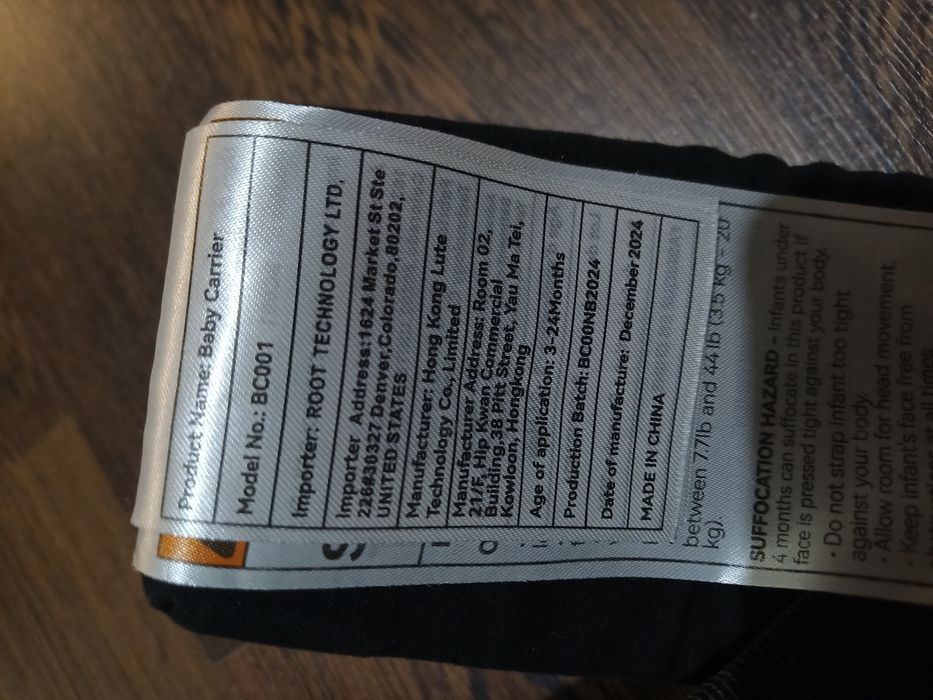 Product Name: Baby Carrier
Model No.: BC001
Importer: ROOT TECHNOLOGY LTD.
Importer Address:1624 Market St Ste
226#30327 Denver,Colorado,80202,
UNITED STATES
Manufacturer: Hong Kong Lute
Technology Co., Limited
Manufacturer Address: Room 02,
21/F, Hip Kwan Commercial
Building,38 Pitt Street, Yau Ma Tei,
Kowloon, Hongkong
Age of application: 3-24Months
Production Batch: BC00NB2024
Date of manufacture: December 2024
MADE IN CHINA
between 7.7lb and 44 lb (3.5 kg - 20
kg).
SUFFOCATION HAZARD - Infants under
4 months can suffocate in this product if
face is pressed tight against your body.
• Do not strap infant too tight
against your body.
• Allow room for head movement.
• Keep infant's face free from
at all times